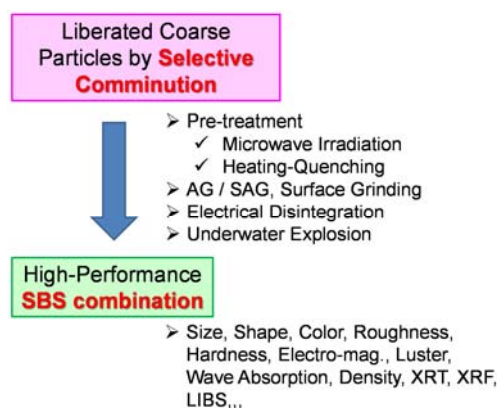 Liberated Coarse
Particles by Selective
Comminution
➢ Pre-treatment
✓ Microwave Irradiation
✓ Heating-Quenching
➢ AG / SAG, Surface Grinding
➢ Electrical Disintegration
➢ Underwater Explosion
High-Performance
SBS combination
➢ Size, Shape, Color, Roughness,
Hardness, Electro-mag., Luster,
Wave Absorption, Density, XRT, XRF,
LIBS,,,